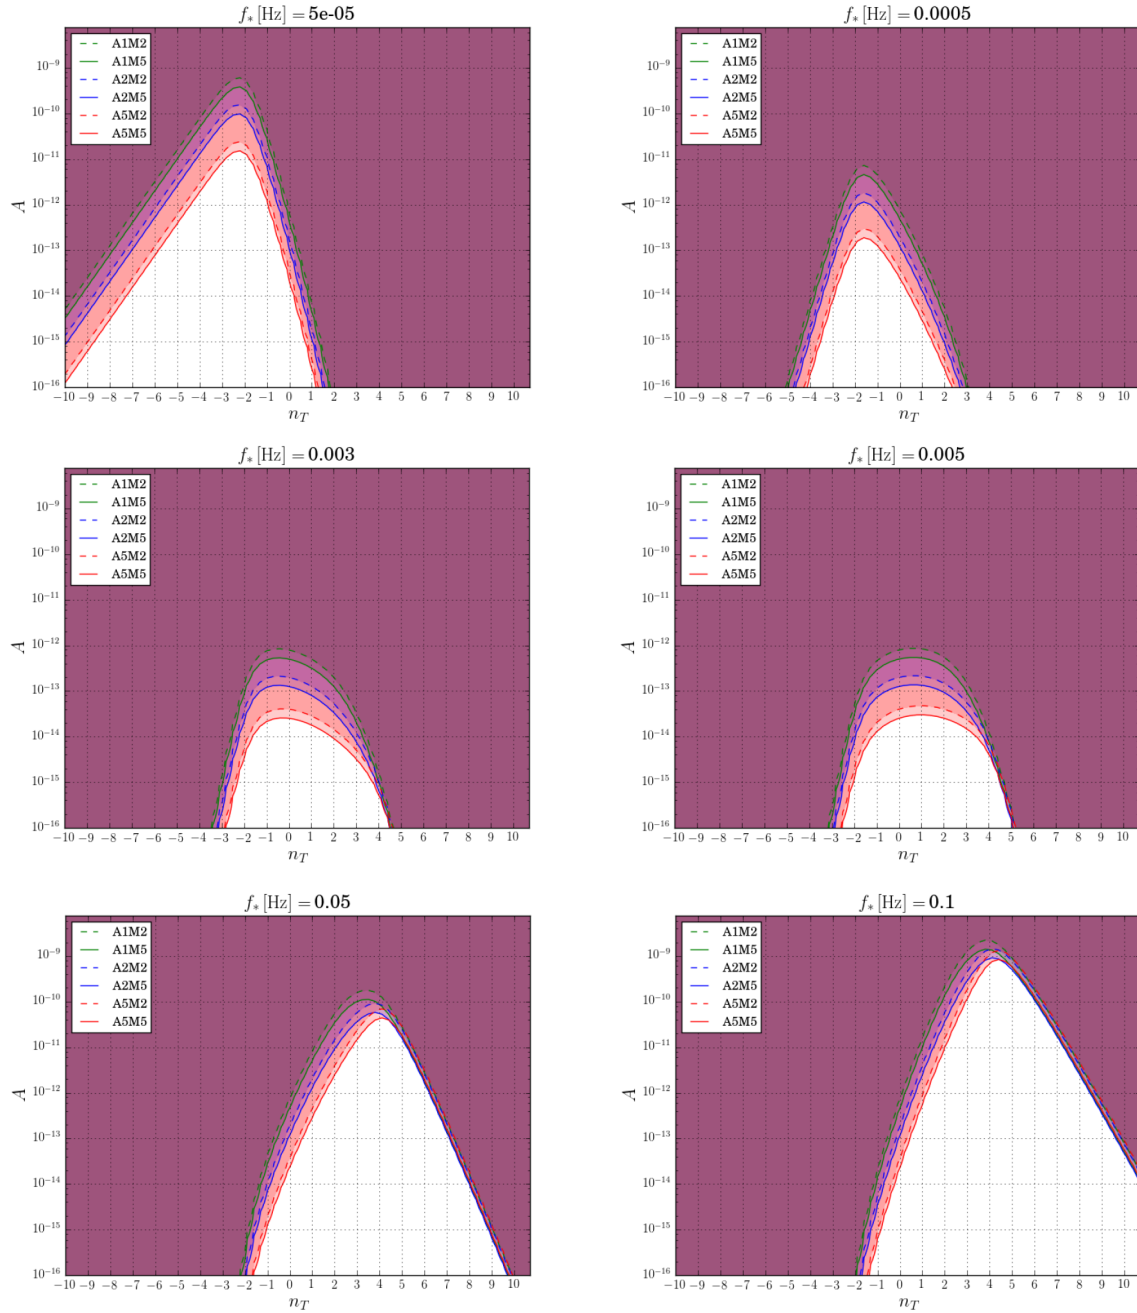 f* [Hz] = 5e-05
A1M2
A1M5
A2M2
A2M5
A5M2
A5M5
A
10⁻⁹
10⁻¹⁰
10⁻¹¹
10⁻¹²
10⁻¹³
10⁻¹⁴
10⁻¹⁵
10⁻¹⁶
−10 −9 −8 −7 −6 −5 −4 −3 −2 −1 0 1 2 3 4 5 6 7 8 9 10
n_T
f* [Hz] = 0.0005
A1M2
A1M5
A2M2
A2M5
A5M2
A5M5
A
10⁻⁹
10⁻¹⁰
10⁻¹¹
10⁻¹²
10⁻¹³
10⁻¹⁴
10⁻¹⁵
10⁻¹⁶
−10 −9 −8 −7 −6 −5 −4 −3 −2 −1 0 1 2 3 4 5 6 7 8 9 10
n_T
f* [Hz] = 0.003
A1M2
A1M5
A2M2
A2M5
A5M2
A5M5
A
10⁻⁹
10⁻¹⁰
10⁻¹¹
10⁻¹²
10⁻¹³
10⁻¹⁴
10⁻¹⁵
10⁻¹⁶
−10 −9 −8 −7 −6 −5 −4 −3 −2 −1 0 1 2 3 4 5 6 7 8 9 10
n_T
f* [Hz] = 0.005
A1M2
A1M5
A2M2
A2M5
A5M2
A5M5
A
10⁻⁹
10⁻¹⁰
10⁻¹¹
10⁻¹²
10⁻¹³
10⁻¹⁴
10⁻¹⁵
10⁻¹⁶
−10 −9 −8 −7 −6 −5 −4 −3 −2 −1 0 1 2 3 4 5 6 7 8 9 10
n_T
f* [Hz] = 0.05
A1M2
A1M5
A2M2
A2M5
A5M2
A5M5
A
10⁻⁹
10⁻¹⁰
10⁻¹¹
10⁻¹²
10⁻¹³
10⁻¹⁴
10⁻¹⁵
10⁻¹⁶
−10 −9 −8 −7 −6 −5 −4 −3 −2 −1 0 1 2 3 4 5 6 7 8 9 10
n_T
f* [Hz] = 0.1
A1M2
A1M5
A2M2
A2M5
A5M2
A5M5
A
10⁻⁹
10⁻¹⁰
10⁻¹¹
10⁻¹²
10⁻¹³
10⁻¹⁴
10⁻¹⁵
10⁻¹⁶
−10 −9 −8 −7 −6 −5 −4 −3 −2 −1 0 1 2 3 4 5 6 7 8 9 10
n_T